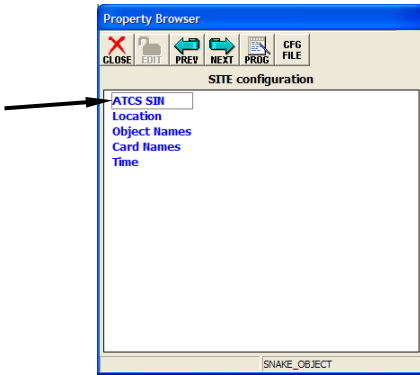 Property Browser
CLOSE EDIT PREV NEXT PROG CFG FILE
SITE configuration
ATCS SIN
Location
Object Names
Card Names
Time
SNAKE_OBJECT